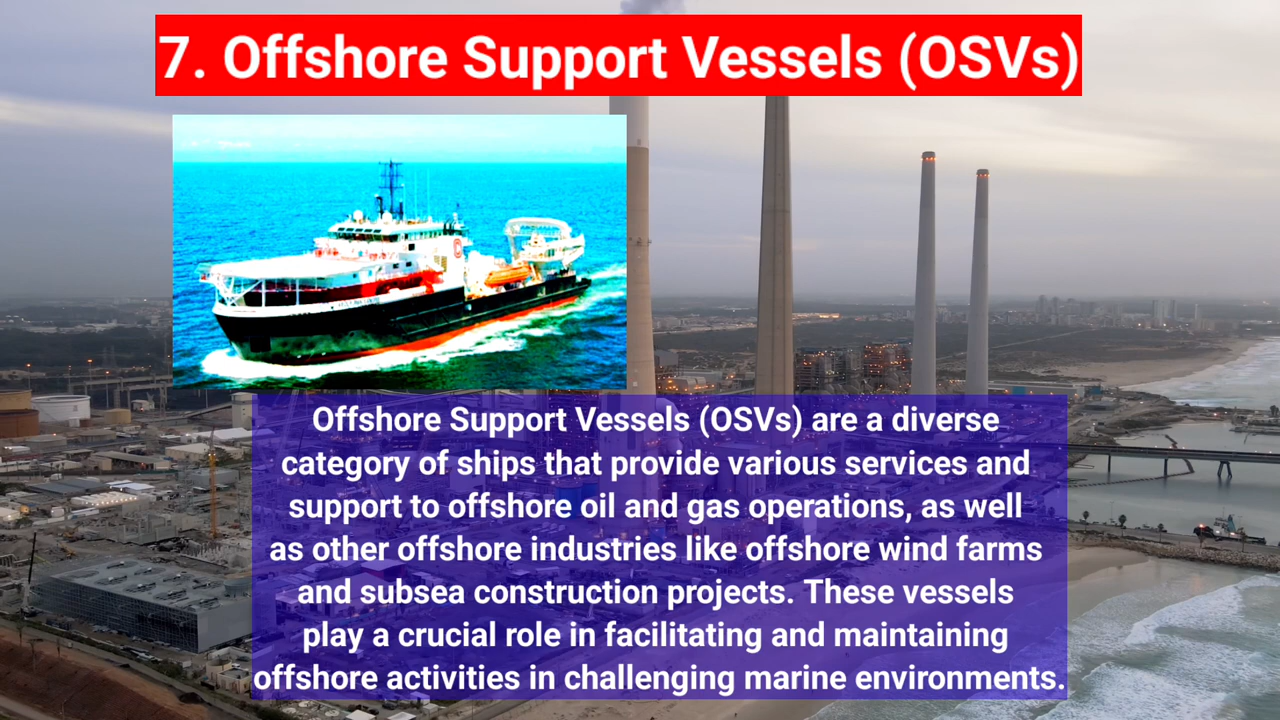 7. Offshore Support Vessels (OSVs)
Offshore Support Vessels (OSVs) are a diverse
category of ships that provide various services and
support to offshore oil and gas operations, as well
as other offshore industries like offshore wind farms
and subsea construction projects. These vessels
play a crucial role in facilitating and maintaining
offshore activities in challenging marine environments.